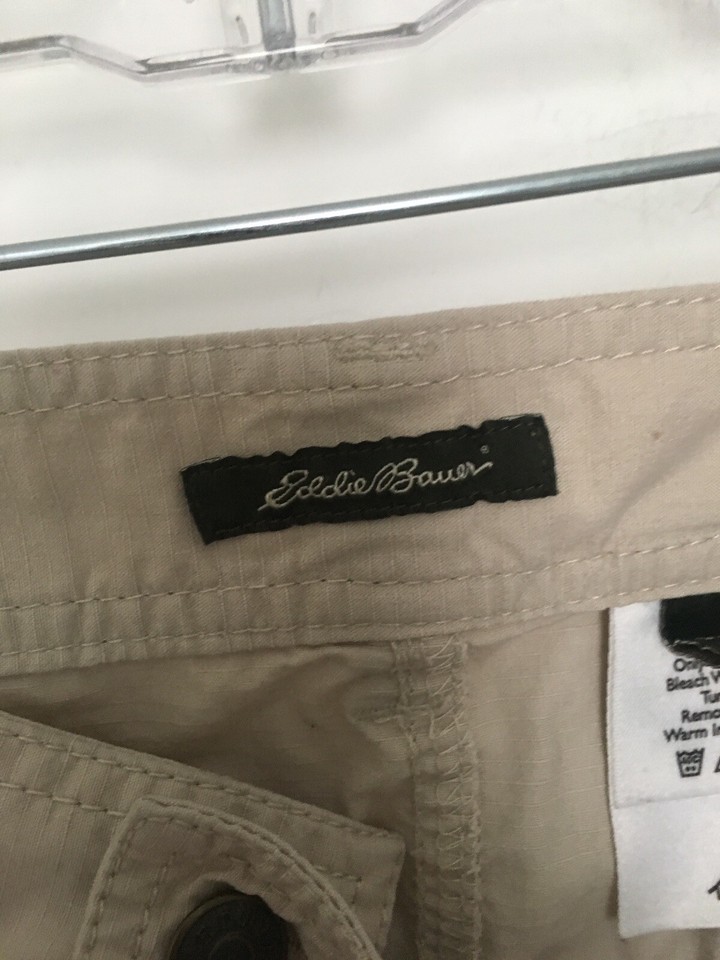 Eddie Bauer®
Only
Bleach W
Tu
Remo
Warm I